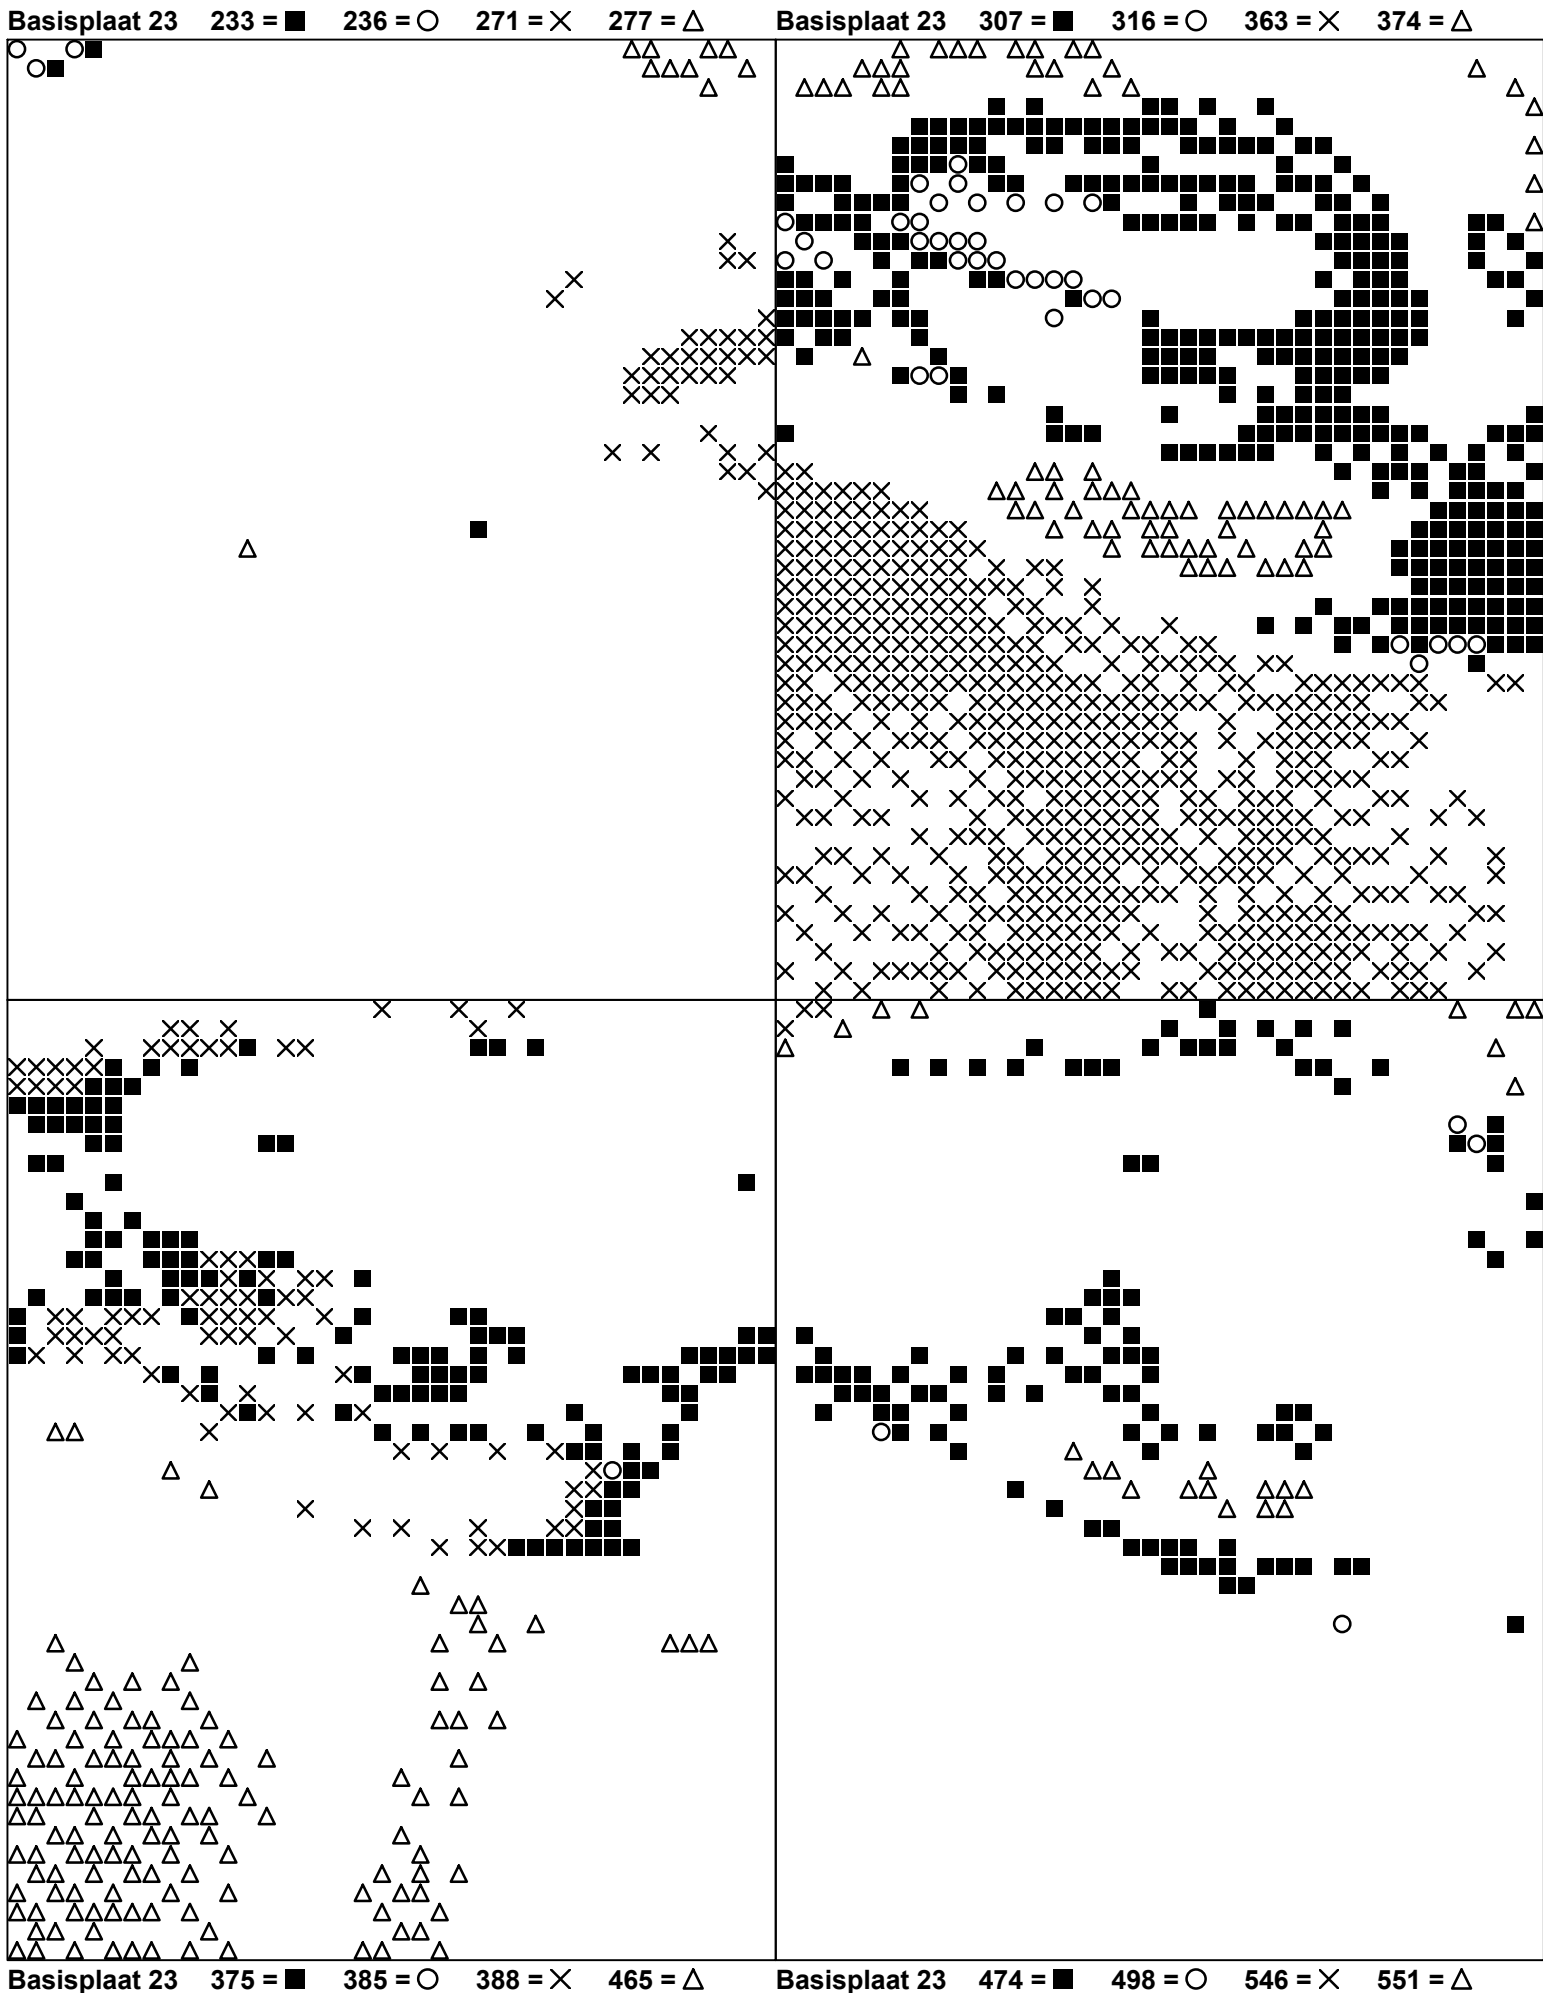 Basisplaat 23 233 = ■ 236 = ○ 271 = × 277 = △
Basisplaat 23 307 = ■ 316 = ○ 363 = × 374 = △
Basisplaat 23 375 = ■ 385 = ○ 388 = × 465 = △
Basisplaat 23 474 = ■ 498 = ○ 546 = × 551 = △